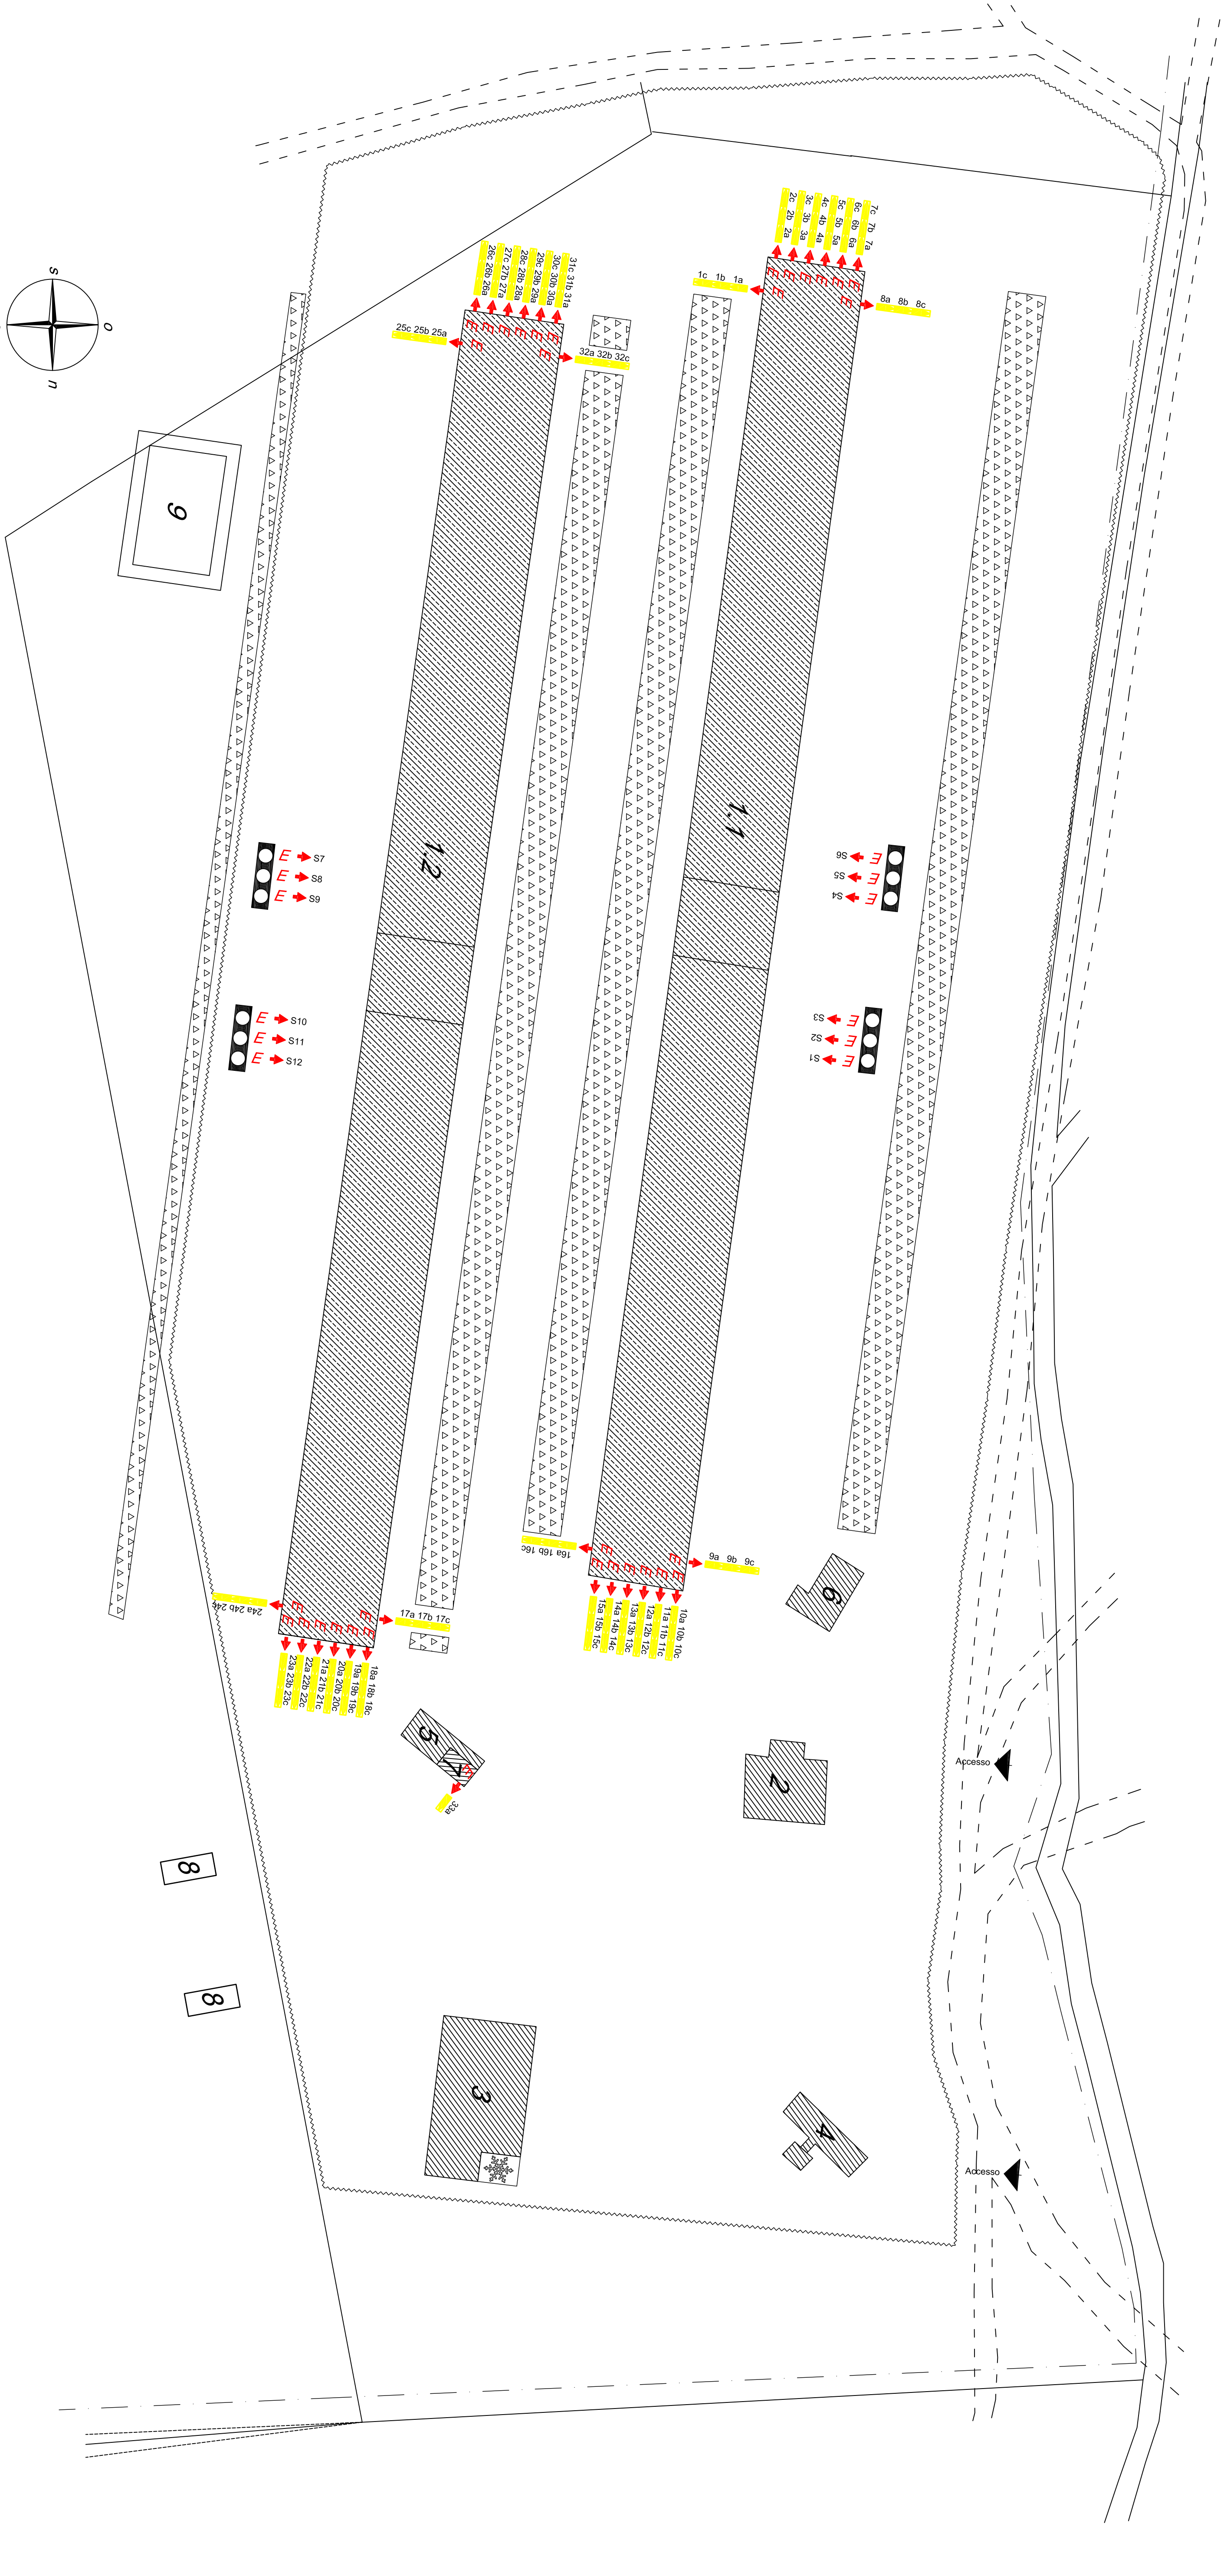 7c 7b 7a
6c 6b 6a
5c 5b 5a
4c 4b 4a
3c 3b 3a
2c 2b 2a
E E E E E E
E E
1c 1b 1a
8a 8b 8c
31c 31b 31a
30c 30b 30a
29c 29b 29a
28c 28b 28a
27c 27b 27a
26c 26b 26a
E E E E E E
E E
25c 25b 25a
32a 32b 32c
s
o
n
9
1.1
1.2
E S7
E S8
E S9
E S6
E S5
E S4
E S10
E S11
E S12
E S3
E S2
E S1
16a 16b 16c
9a 9b 9c
E E
E E E E E E
10a 10b 10c
11a 11b 11c
12a 12b 12c
13a 13b 13c
14a 14b 14c
15a 15b 15c
6
24a 24b 24c
17a 17b 17c
E E
E E E E E E
18a 18b 18c
19a 19b 19c
20a 20b 20c
21a 21b 21c
22a 22b 22c
23a 23b 23c
5
7
E
33a
2
Accesso
8
8
3
4
Accesso